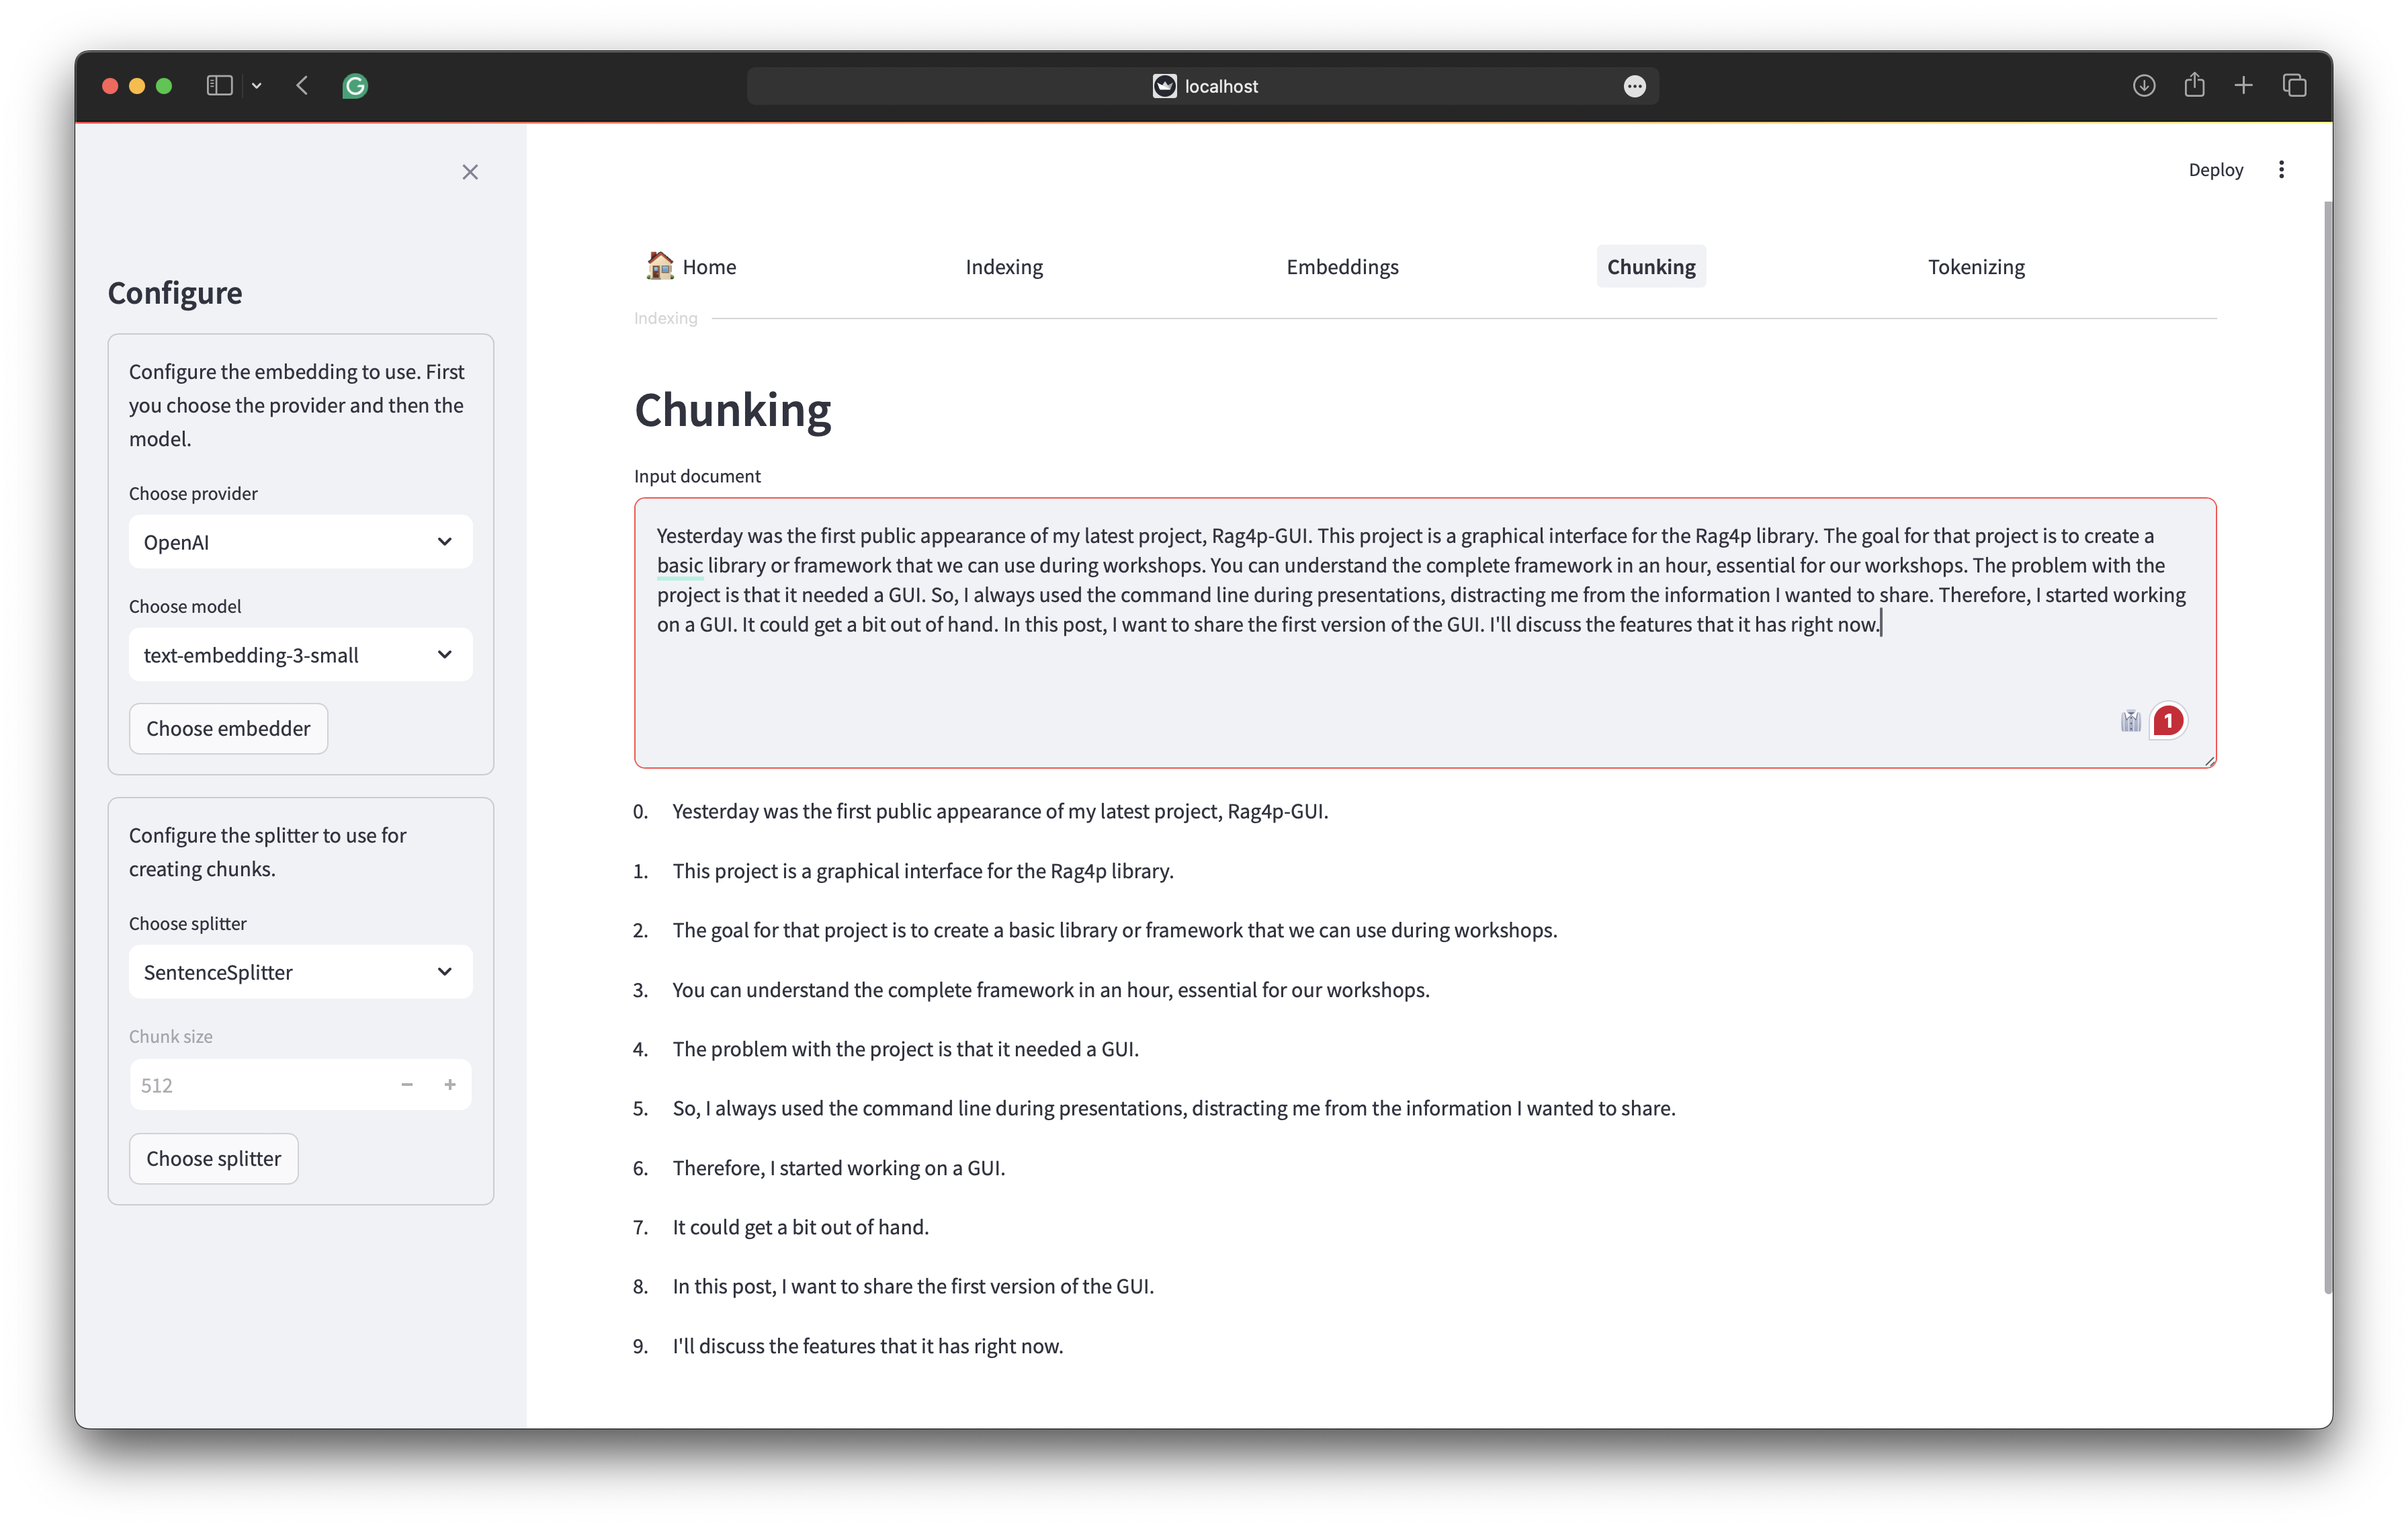 localhost
Deploy
Configure
Configure the embedding to use. First
you choose the provider and then the
model.
Choose provider
OpenAI
Choose model
text-embedding-3-small
Choose embedder
Configure the splitter to use for
creating chunks.
Choose splitter
SentenceSplitter
Chunk size
512
Choose splitter
🏠 Home
Indexing
Embeddings
Chunking
Tokenizing
Indexing
Chunking
Input document
Yesterday was the first public appearance of my latest project, Rag4p-GUI. This project is a graphical interface for the Rag4p library. The goal for that project is to create a
basic library or framework that we can use during workshops. You can understand the complete framework in an hour, essential for our workshops. The problem with the
project is that it needed a GUI. So, I always used the command line during presentations, distracting me from the information I wanted to share. Therefore, I started working
on a GUI. It could get a bit out of hand. In this post, I want to share the first version of the GUI. I'll discuss the features that it has right now.
1
0. Yesterday was the first public appearance of my latest project, Rag4p-GUI.
1. This project is a graphical interface for the Rag4p library.
2. The goal for that project is to create a basic library or framework that we can use during workshops.
3. You can understand the complete framework in an hour, essential for our workshops.
4. The problem with the project is that it needed a GUI.
5. So, I always used the command line during presentations, distracting me from the information I wanted to share.
6. Therefore, I started working on a GUI.
7. It could get a bit out of hand.
8. In this post, I want to share the first version of the GUI.
9. I'll discuss the features that it has right now.